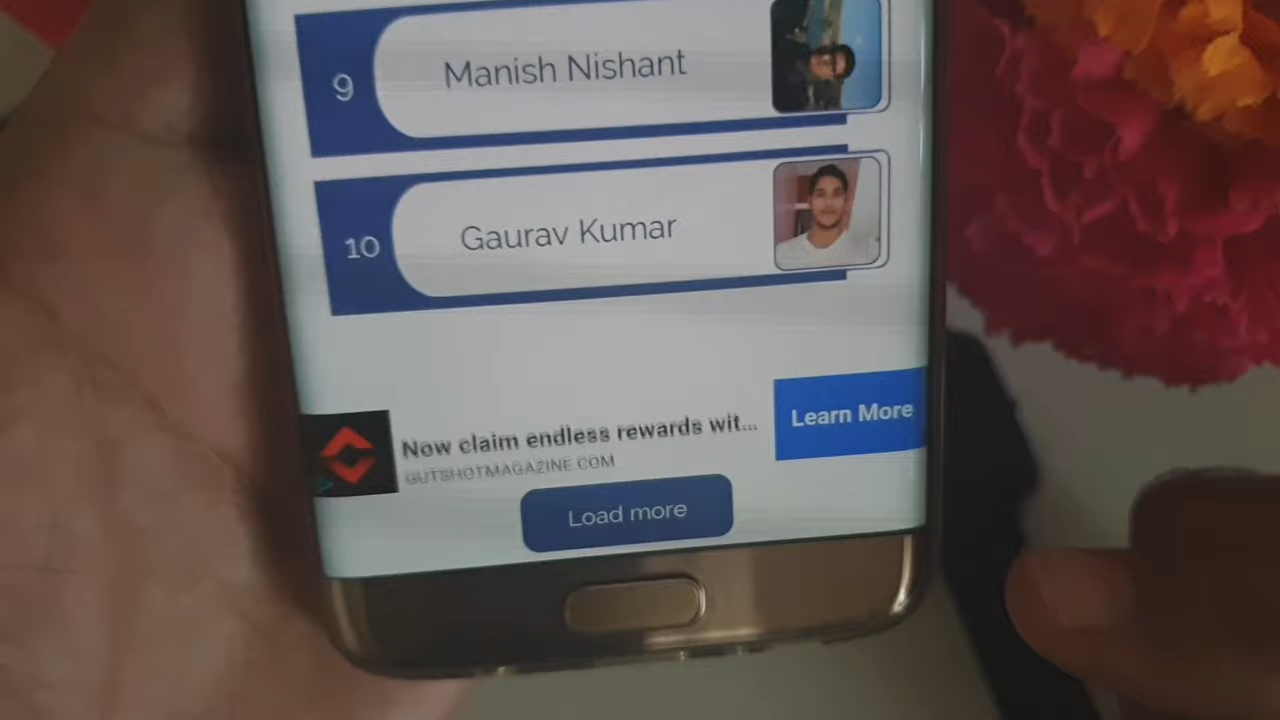 9
Manish Nishant
10
Gaurav Kumar
Now claim endless rewards wit...
Learn More
GUTSHOTMAGAZINE.COM
Load more